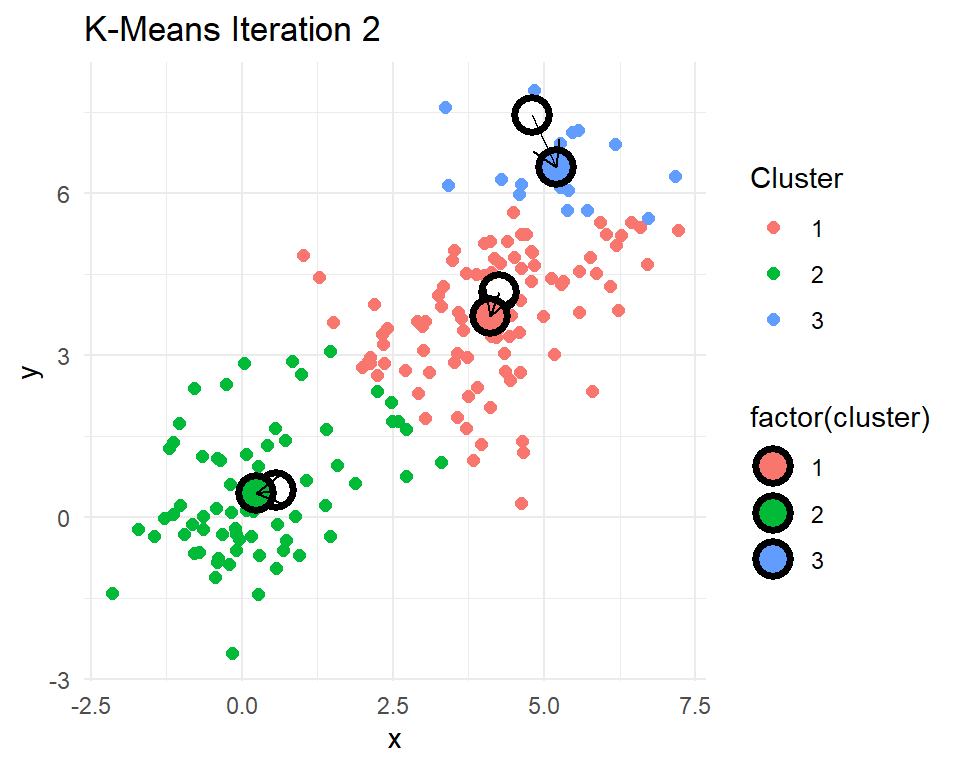 K-Means Iteration 2
y
6
3
0
-3
-2.5 0.0 2.5 5.0 7.5
x
Cluster
1
2
3
factor(cluster)
1
2
3